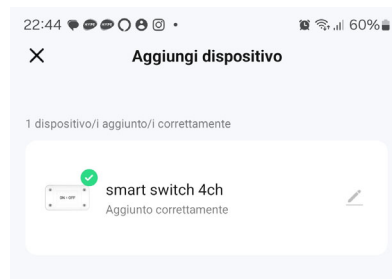 22:44 60%
Aggiungi dispositivo
1 dispositivo/i aggiunto/i correttamente
ON / OFF
smart switch 4ch
Aggiunto correttamente